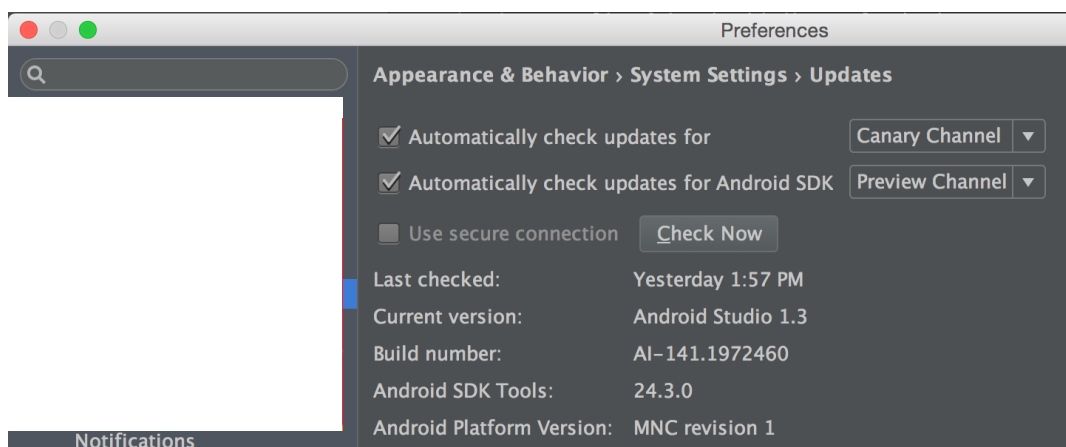 Preferences
Appearance & Behavior › System Settings › Updates
Automatically check updates for Canary Channel
Automatically check updates for Android SDK Preview Channel
Use secure connection Check Now
Last checked: Yesterday 1:57 PM
Current version: Android Studio 1.3
Build number: AI-141.1972460
Android SDK Tools: 24.3.0
Android Platform Version: MNC revision 1
Notifications